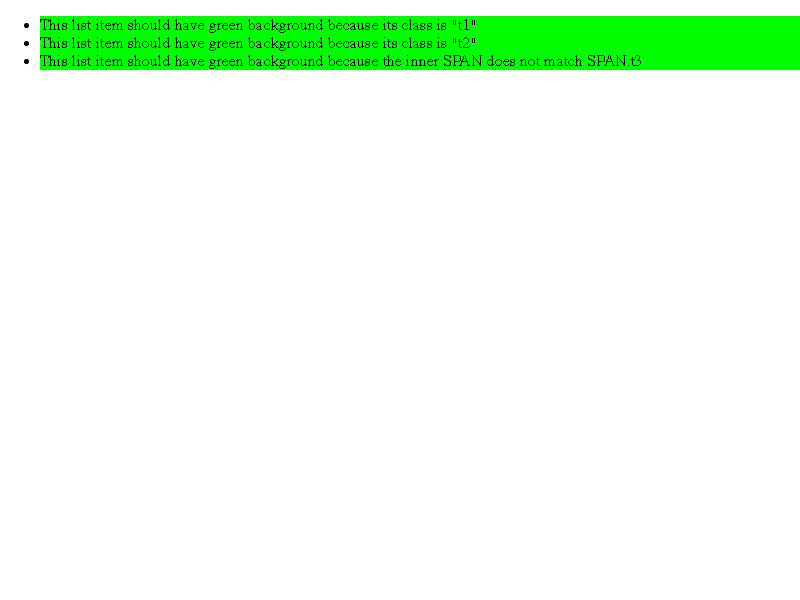 This list item should have green background because its class is "t1"
This list item should have green background because its class is "t2"
This list item should have green background because the inner SPAN does not match SPAN.t3